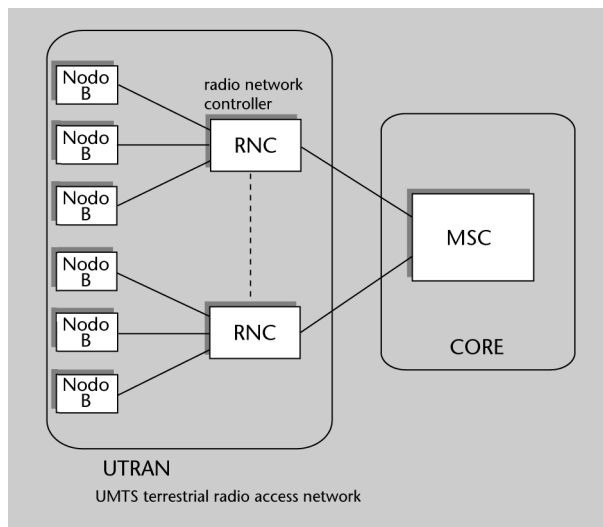 Nodo
B
Nodo
B
Nodo
B
radio network
controller
RNC
Nodo
B
Nodo
B
Nodo
B
RNC
MSC
CORE
UTRAN
UMTS terrestrial radio access network